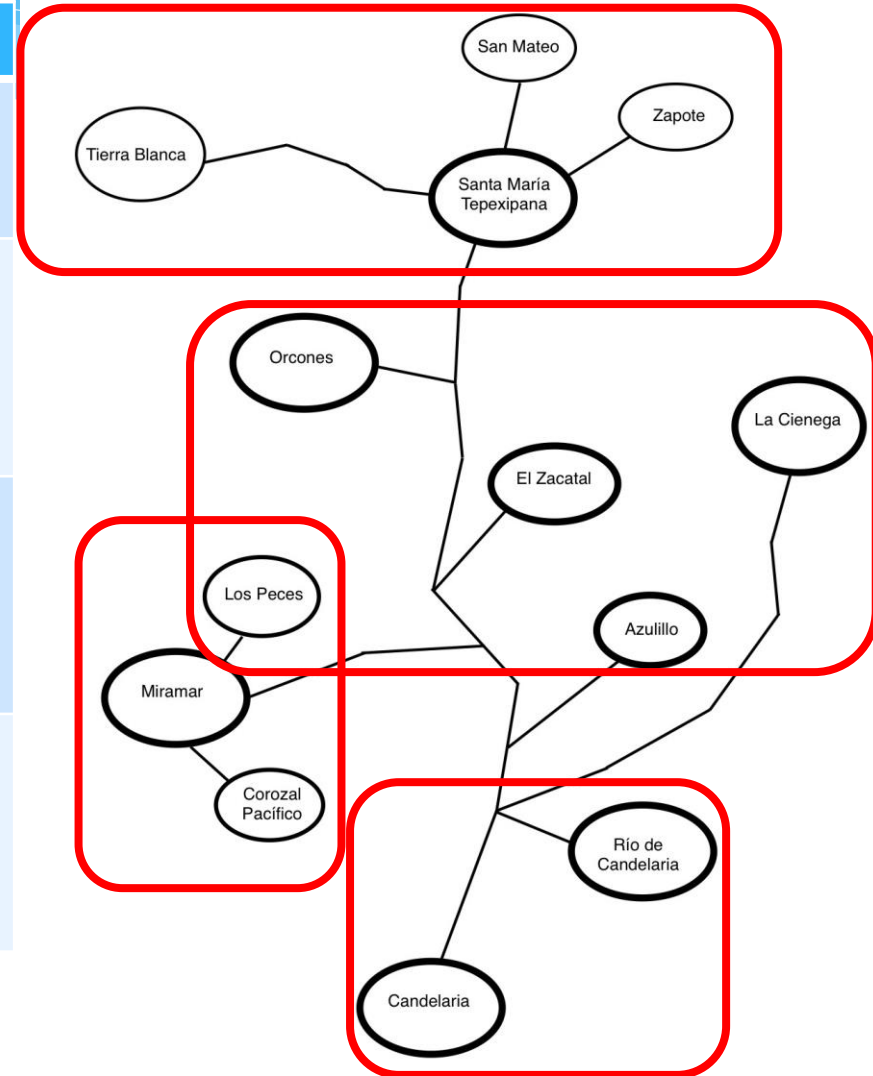 San Mateo
Zapote
Tierra Blanca
Santa María
Tepexipana
Orcones
La Cienega
El Zacatal
Los Peces
Azulillo
Miramar
Corozal
Pacífico
Río de
Candelaria
Candelaria